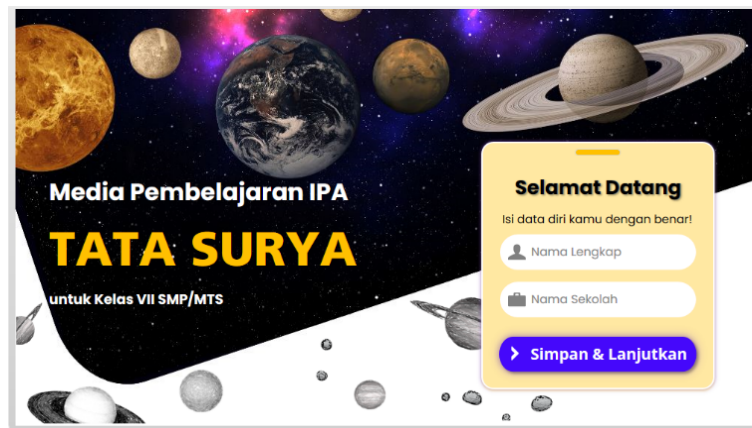 Media Pembelajaran IPA
TATA SURYA
untuk Kelas VII SMP/MTS
Selamat Datang
Isi data diri kamu dengan benar!
Nama Lengkap
Nama Sekolah
Simpan & Lanjutkan